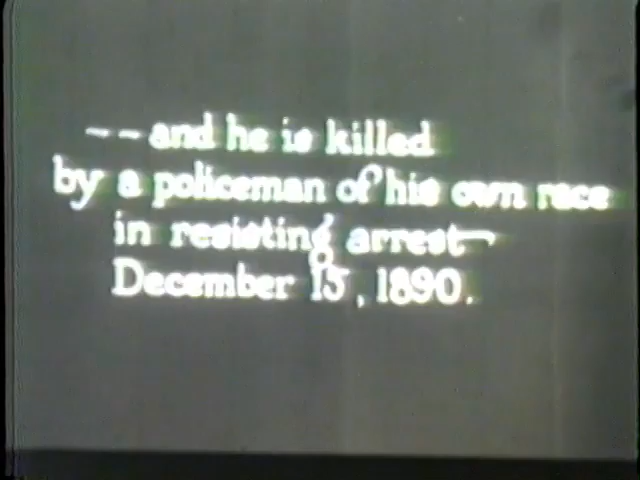 ~~and he is killed
by a policeman of his own race
in resisting arrest~
December 15, 1890.